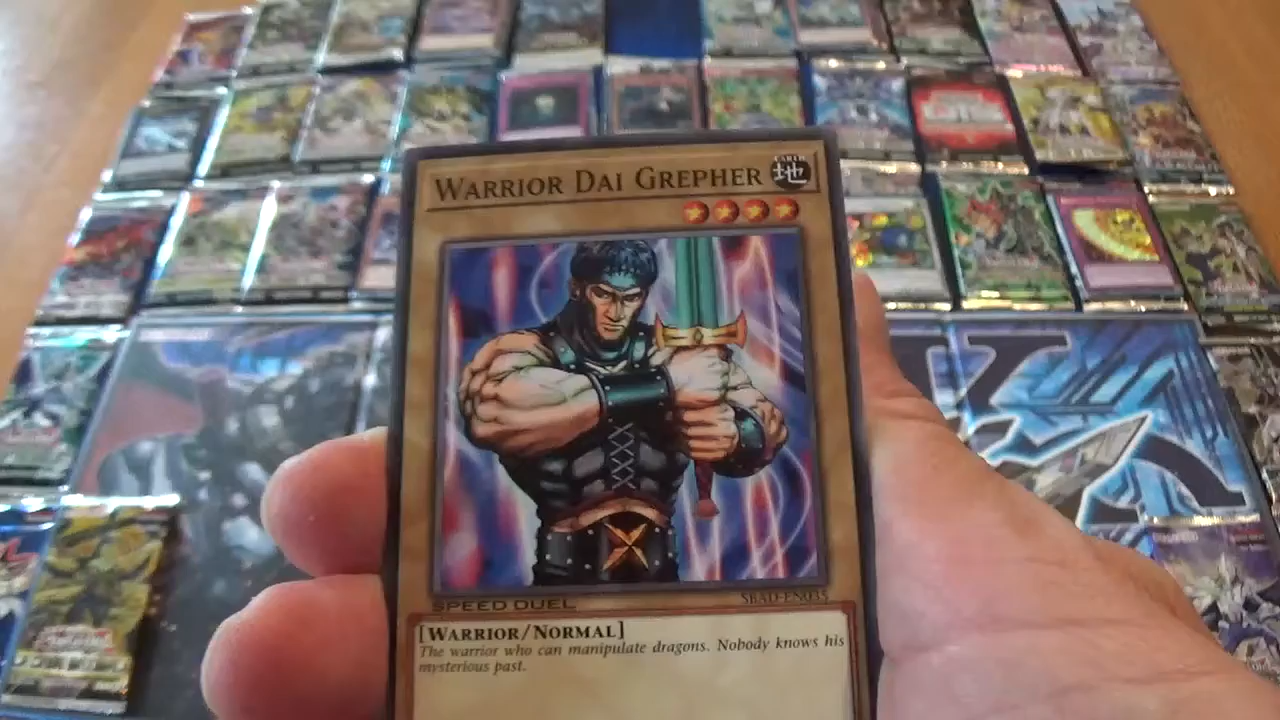 WARRIOR DAI GREPHER
EARTH
地
SPEED DUEL
SBAD-EN035
[WARRIOR/NORMAL]
The warrior who can manipulate dragons. Nobody knows his
mysterious past.